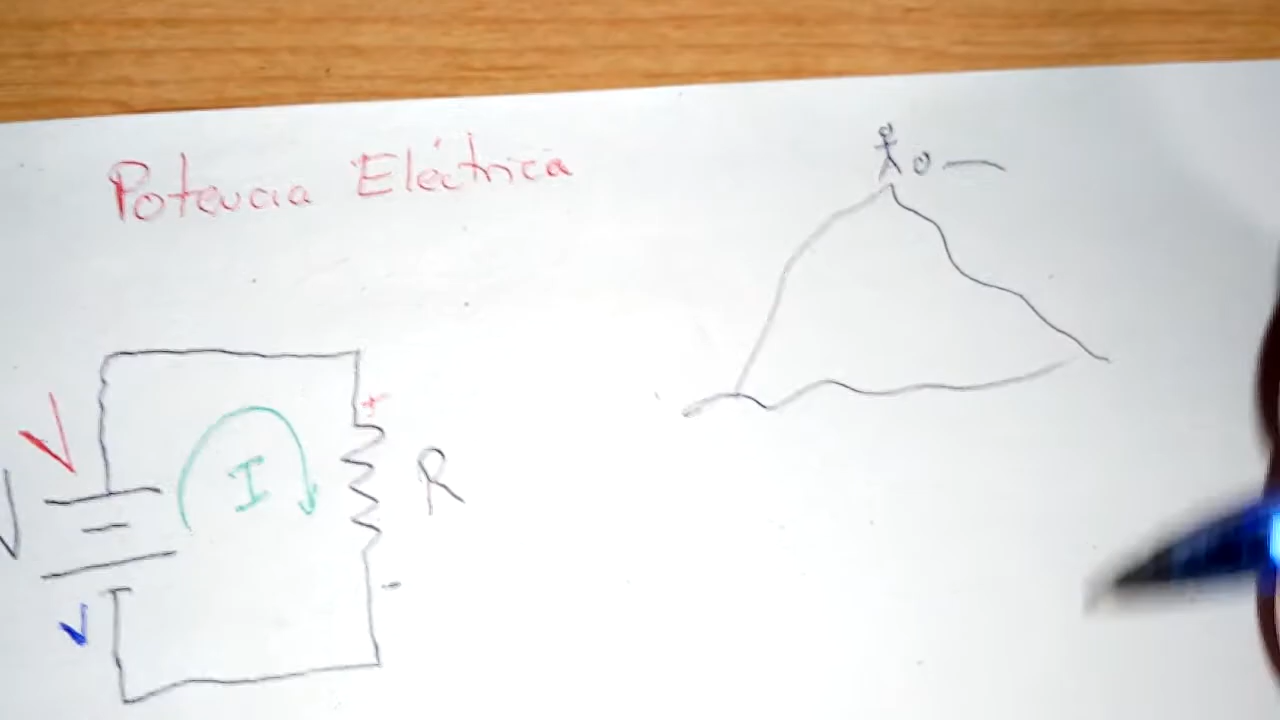 Potencia Eléctrica
V
+
I
R
V
-
V